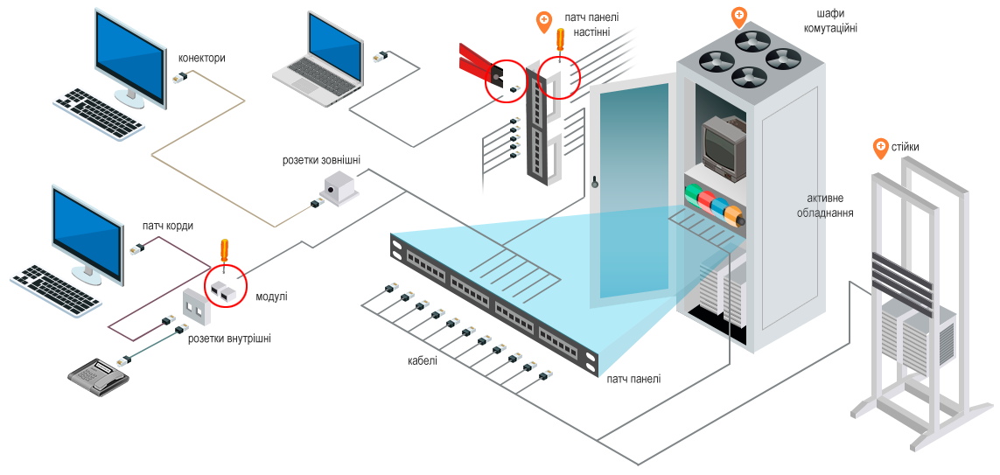 шафи
комутаційні
патч панелі
настінні
конектори
стійки
розетки зовнішні
активне
обладнання
патч корди
модулі
розетки внутрішні
кабелі
патч панелі